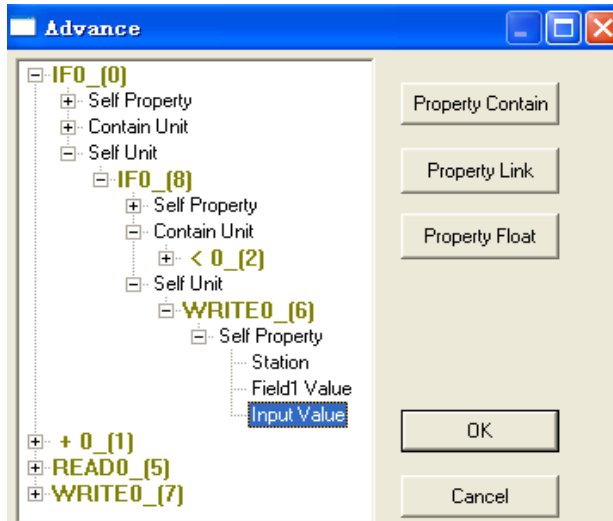 Advance
IF0_(0)
Self Property
Contain Unit
Self Unit
IF0_(8)
Self Property
Contain Unit
< 0_(2)
Self Unit
WRITE0_(6)
Self Property
Station
Field1 Value
Input Value
+ 0_(1)
READ0_(5)
WRITE0_(7)
Property Contain
Property Link
Property Float
OK
Cancel